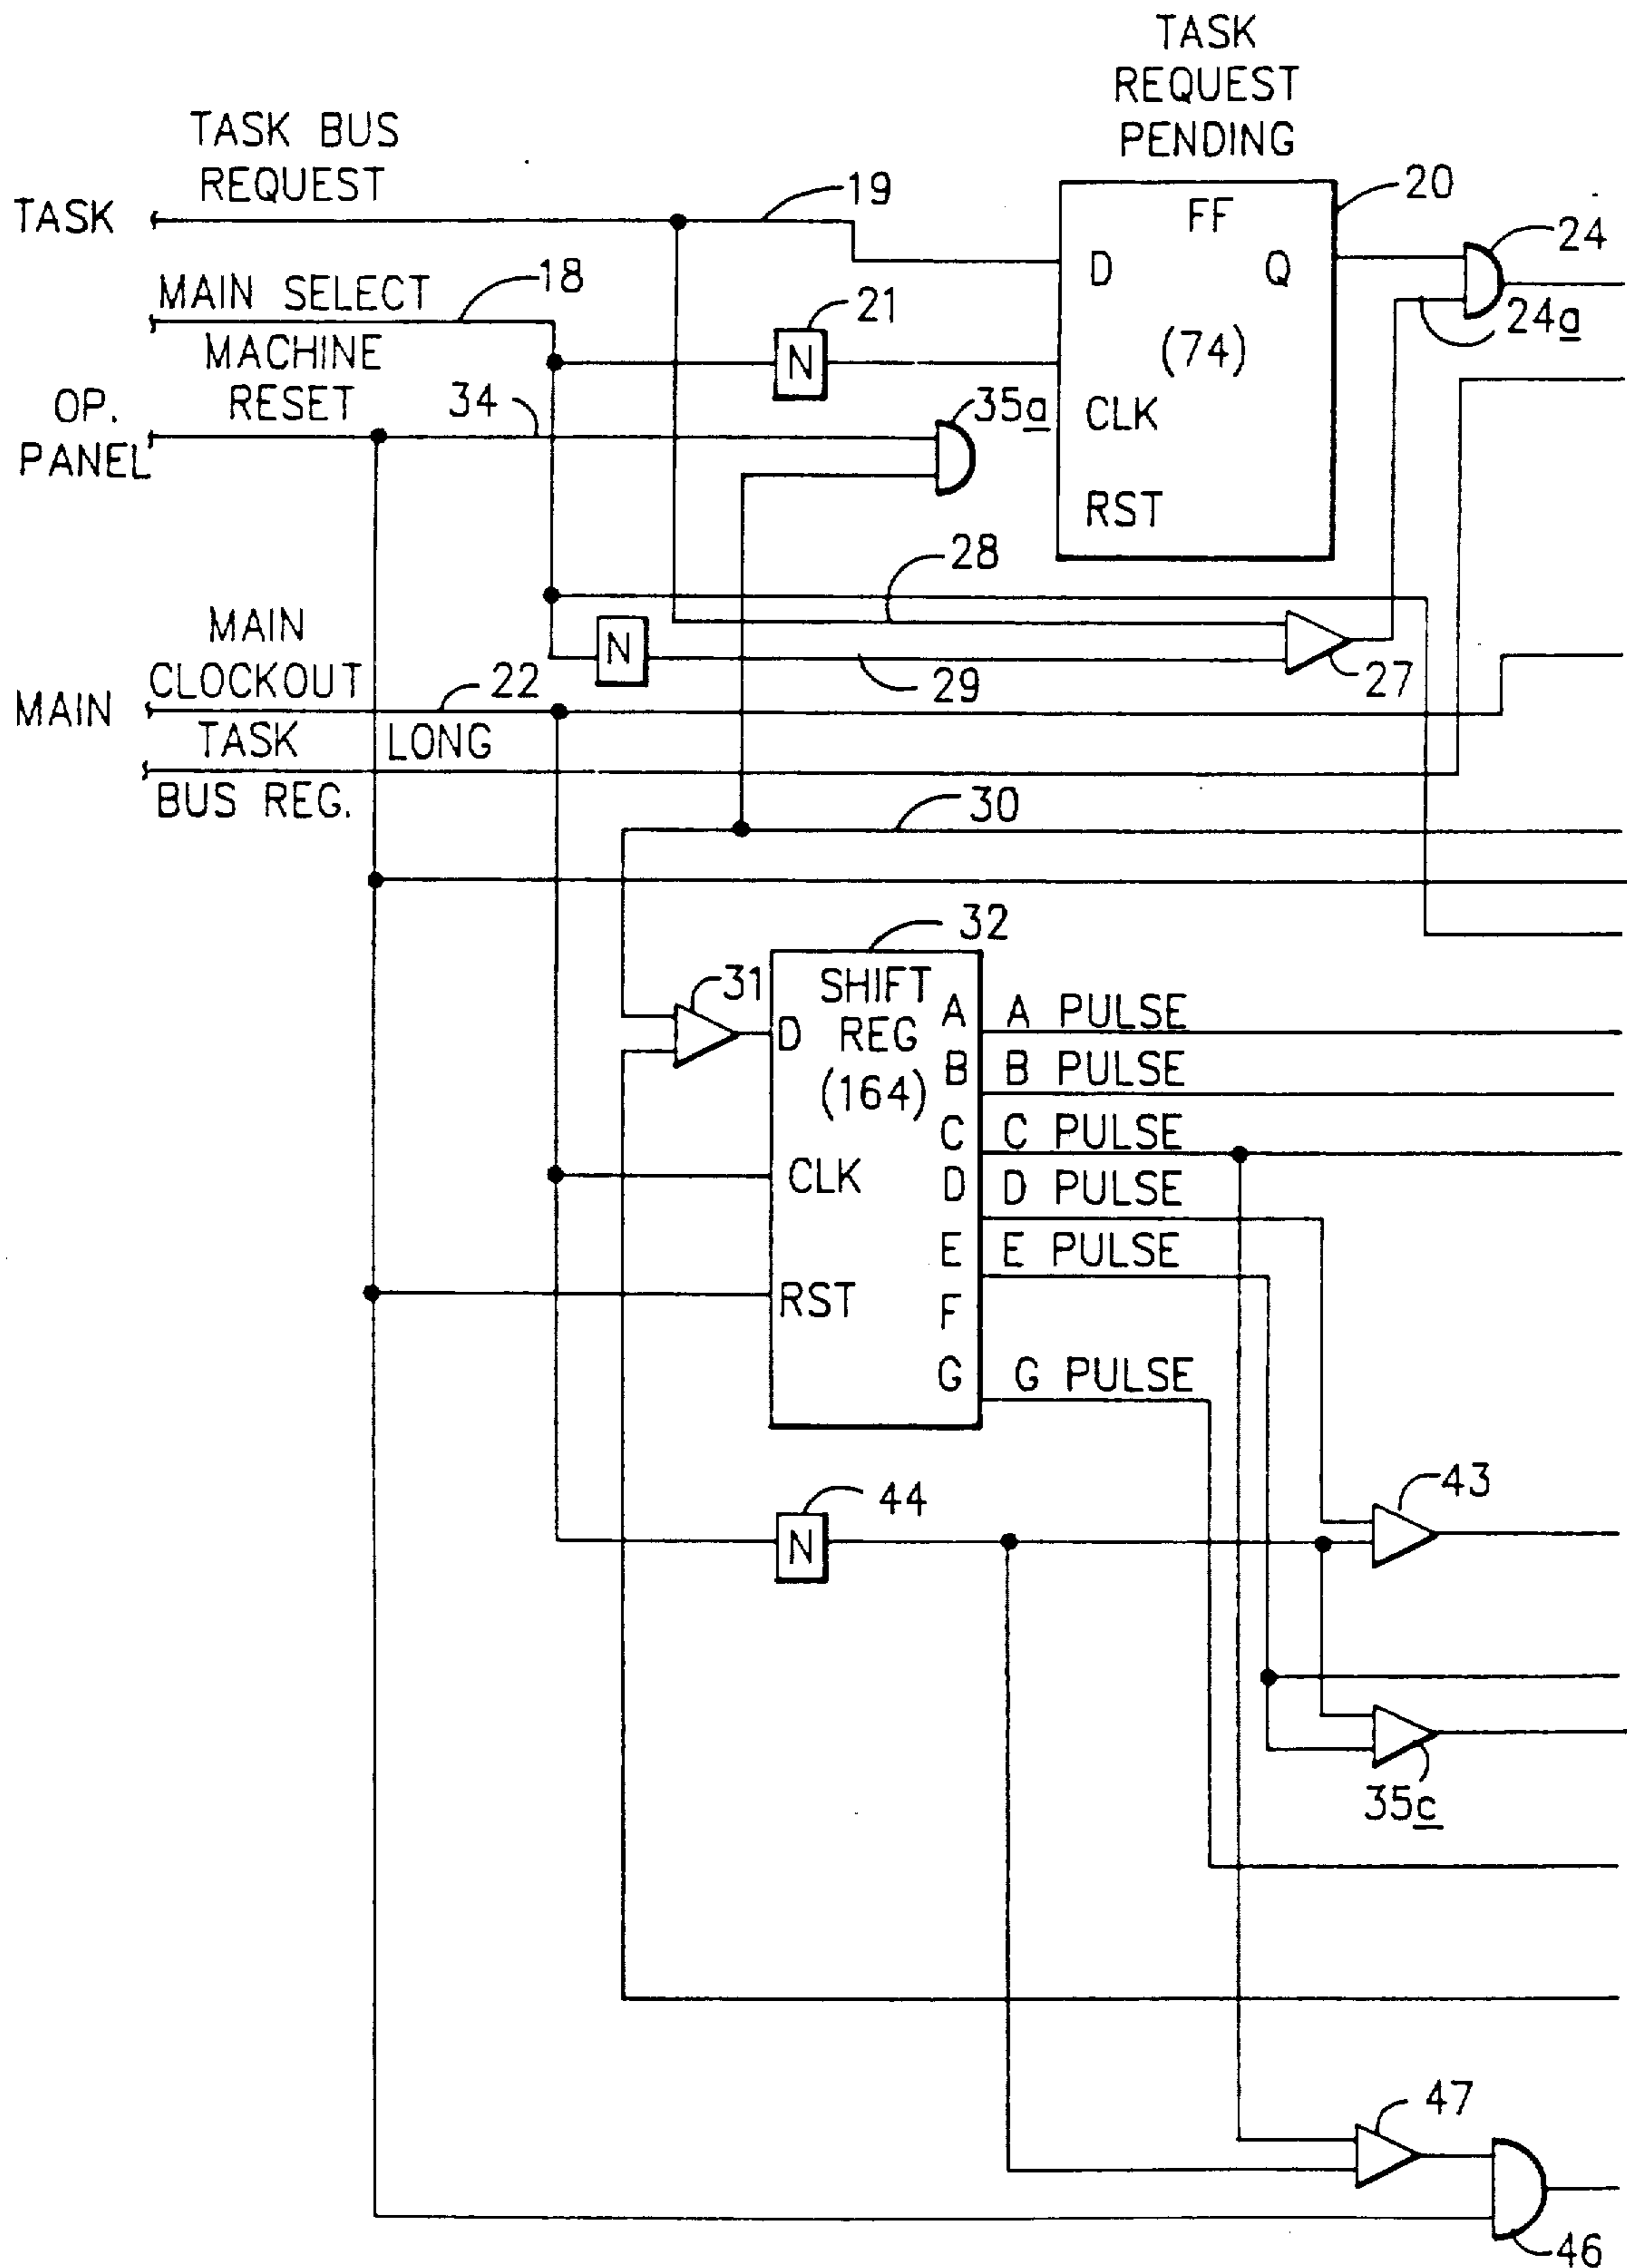 TASK
REQUEST
PENDING
TASK BUS
REQUEST
TASK
19
20
FF
24
D
Q
MAIN SELECT
18
21
N
(74)
24a
MACHINE
RESET
OP.
PANEL
34
35a
CLK
RST
28
N
MAIN
CLOCKOUT
MAIN
22
29
27
TASK LONG
BUS REG.
30
32
31
SHIFT
REG
(164)
D
A
A PULSE
B
B PULSE
C
C PULSE
CLK
D
D PULSE
E
E PULSE
RST
F
G
G PULSE
44
N
43
35c
47
46